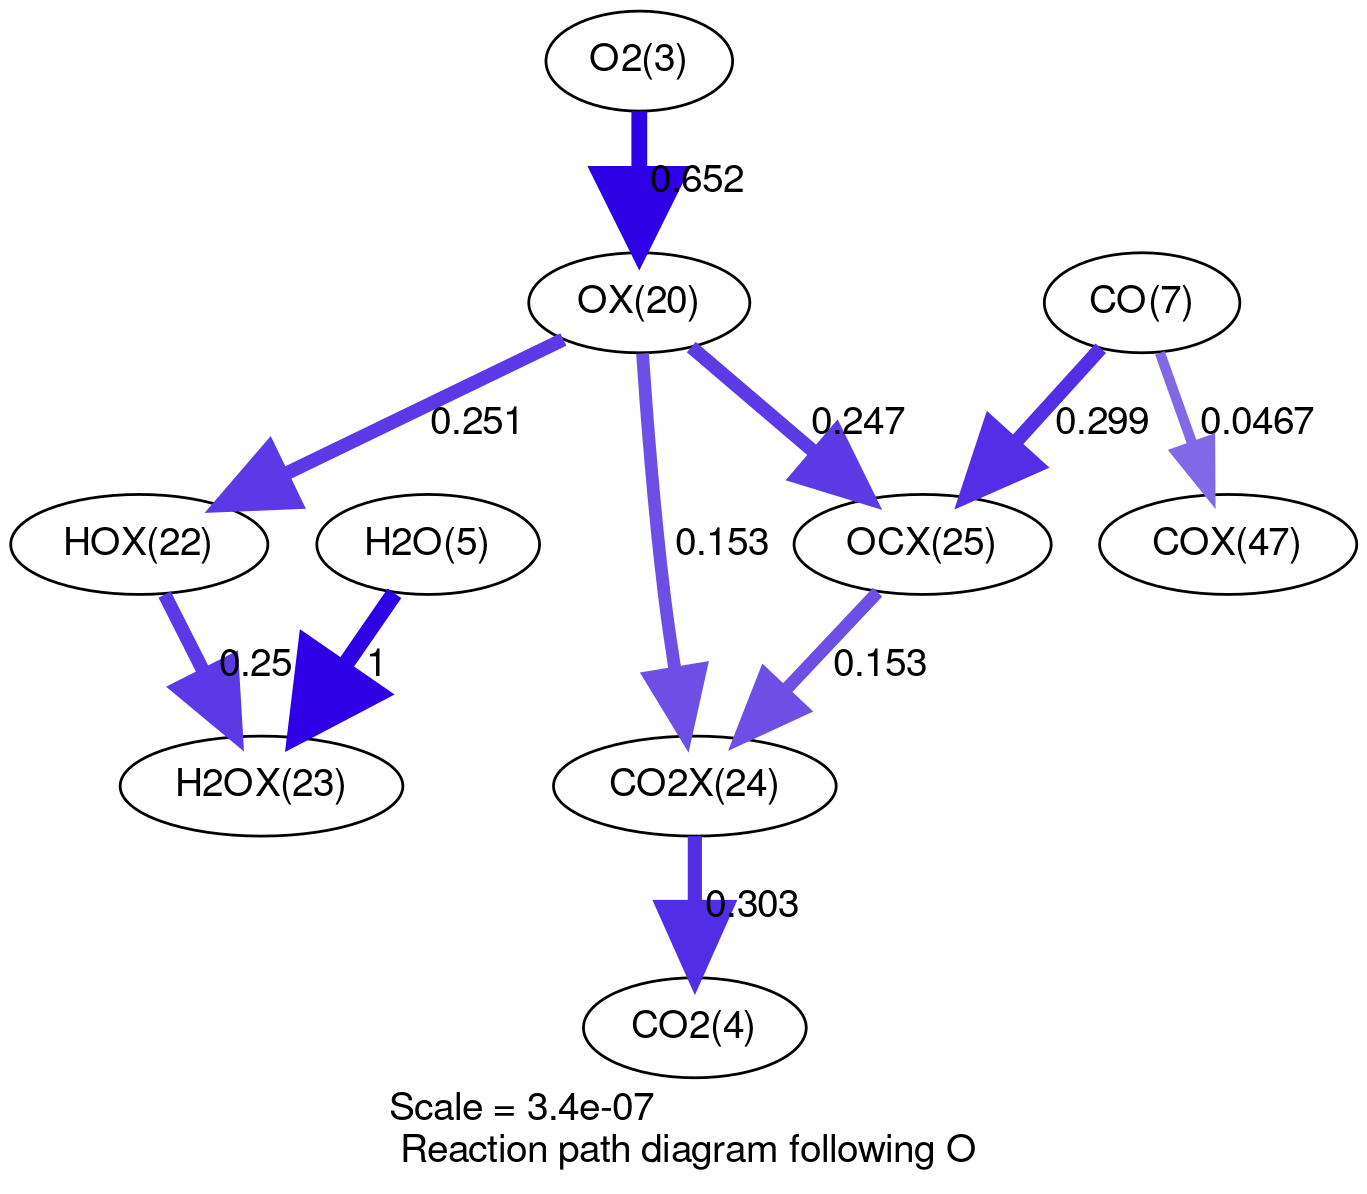 O2(3)
0.652
OX(20)
CO(7)
0.251
0.247
0.299
0.0467
HOX(22)
H2O(5)
0.153
OCX(25)
COX(47)
0.25
1
0.153
H2OX(23)
CO2X(24)
0.303
CO2(4)
Scale = 3.4e-07
Reaction path diagram following O